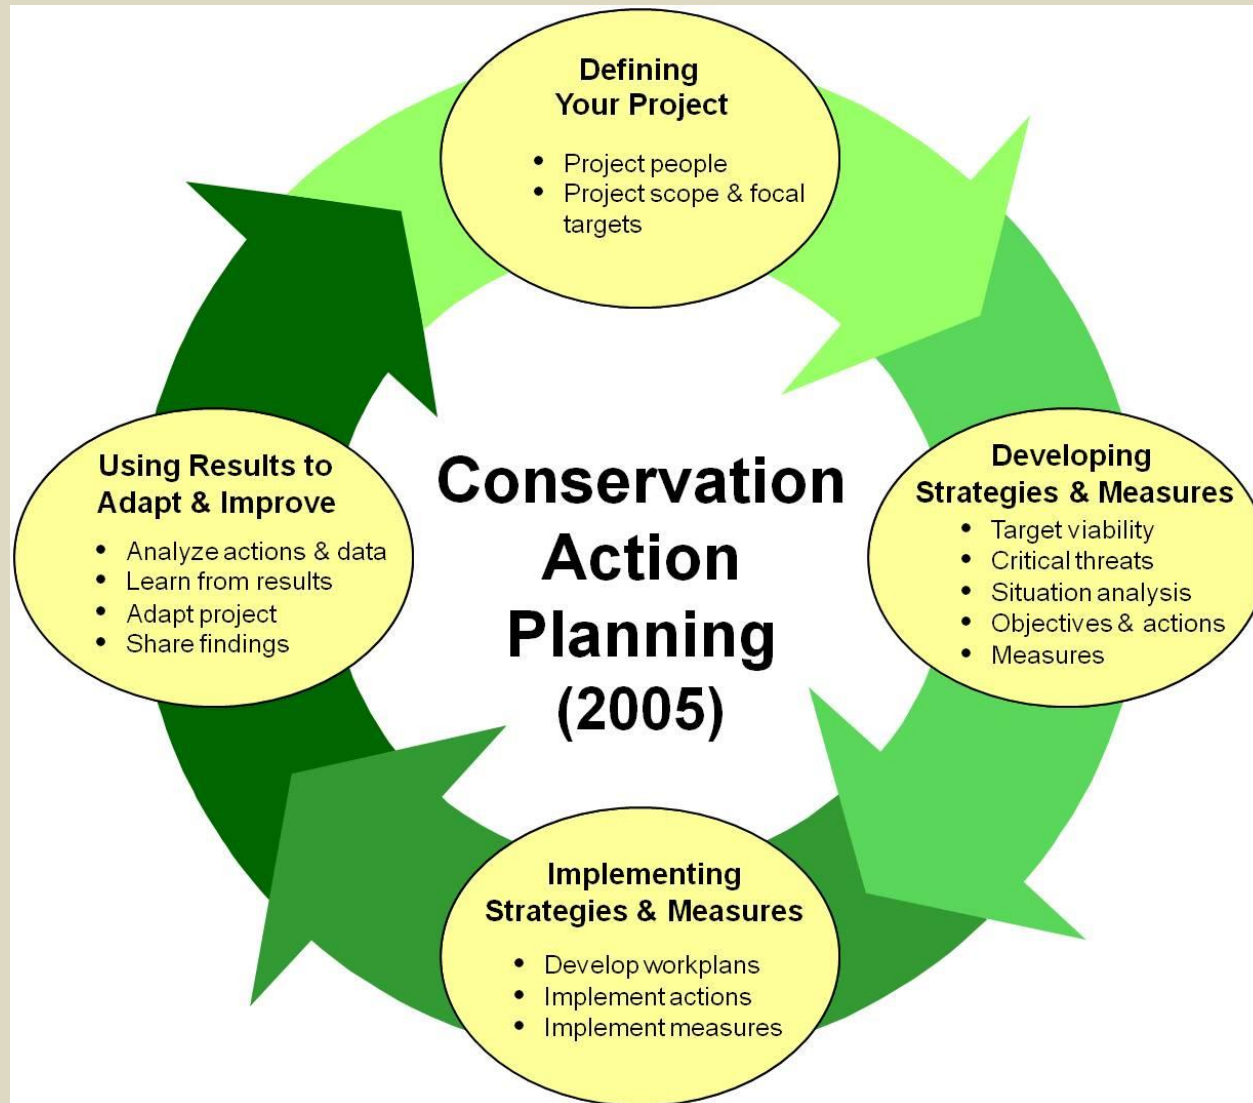 Defining
Your Project
• Project people
• Project scope & focal
targets
Developing
Strategies & Measures
• Target viability
• Critical threats
• Situation analysis
• Objectives & actions
• Measures
Implementing
Strategies & Measures
• Develop workplans
• Implement actions
• Implement measures
Using Results to
Adapt & Improve
• Analyze actions & data
• Learn from results
• Adapt project
• Share findings
Conservation
Action
Planning
(2005)